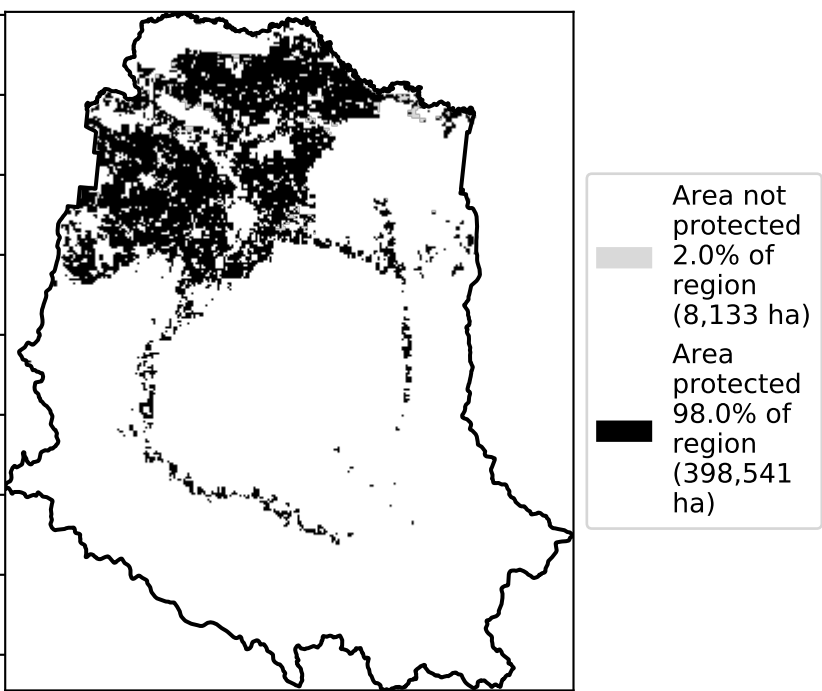 Area not
protected
2.0% of
region
(8,133 ha)
Area
protected
98.0% of
region
(398,541
ha)